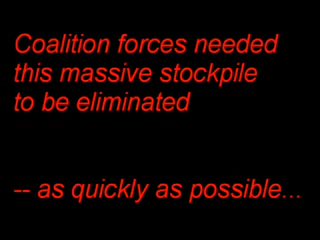 Coalition forces needed
this massive stockpile
to be eliminated
-- as quickly as possible...